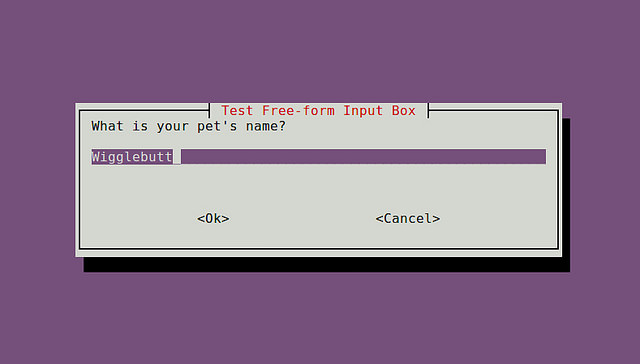 Test Free-form Input Box
What is your pet's name?
Wigglebutt
<Ok> <Cancel>